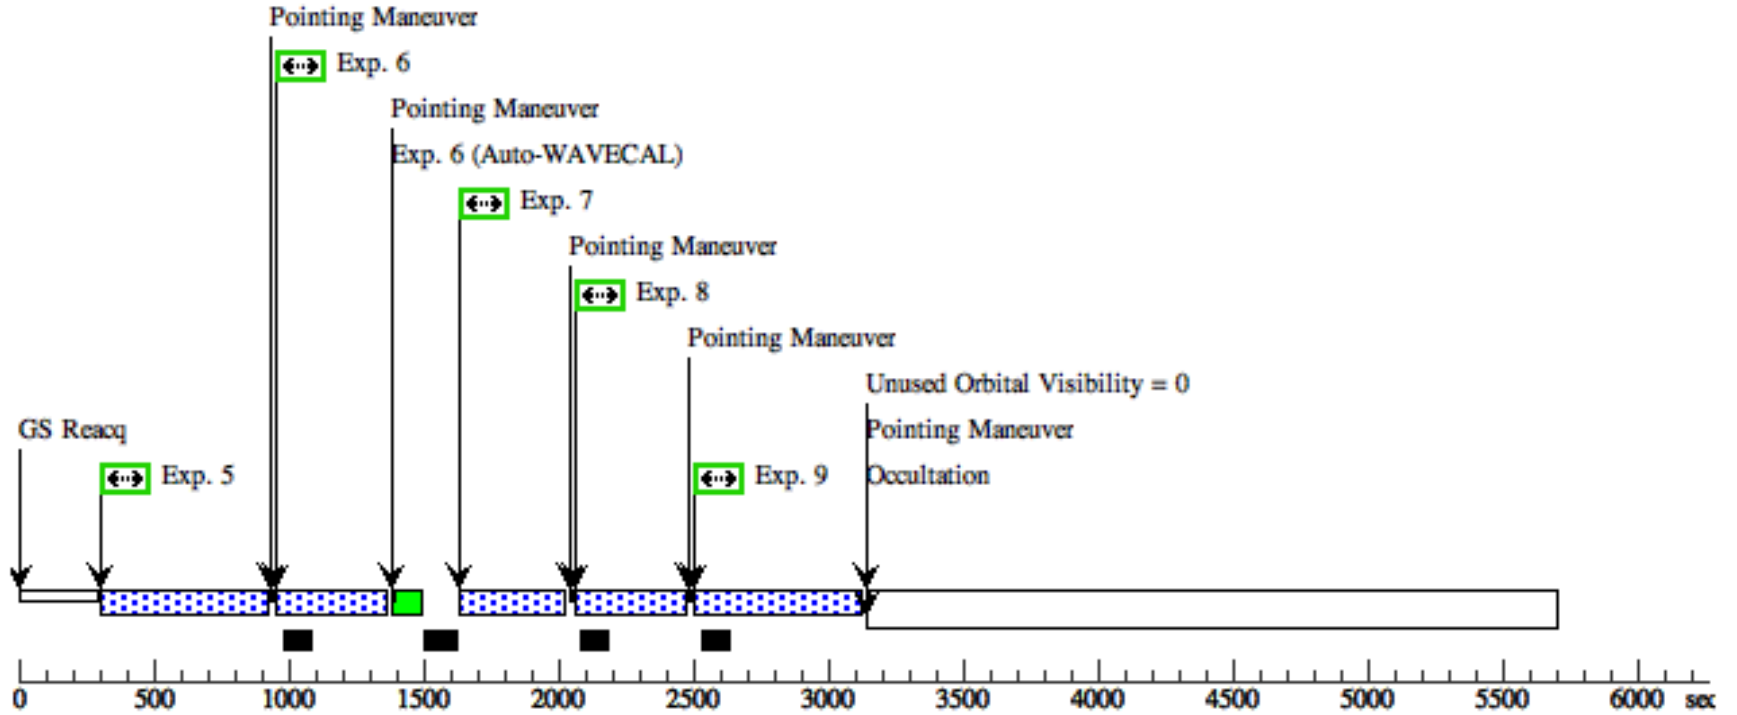 Pointing Maneuver
Exp. 6
Pointing Maneuver
Exp. 6 (Auto-WAVECAL)
Exp. 7
Pointing Maneuver
Exp. 8
Pointing Maneuver
Unused Orbital Visibility = 0
GS Reacq
Pointing Maneuver
Exp. 5
Exp. 9
Occultation
0 500 1000 1500 2000 2500 3000 3500 4000 4500 5000 5500 6000 sec